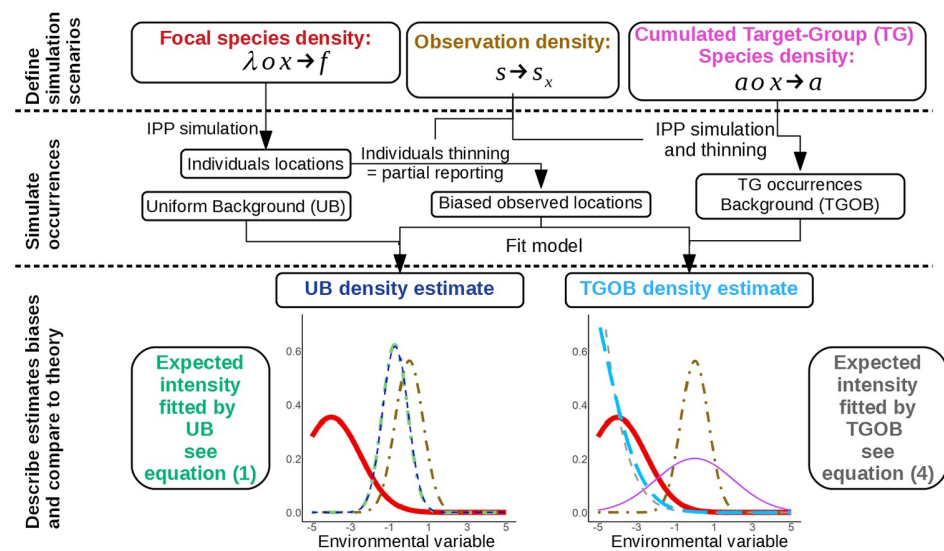 Define
simulation
scenarios
Focal species density:
λ o x → f
Observation density:
s → sₓ
Cumulated Target-Group (TG)
Species density:
a o x → a
Simulate
occurrences
IPP simulation
Individuals locations
Individuals thinning
= partial reporting
IPP simulation
and thinning
Uniform Background (UB)
Biased observed locations
TG occurrences
Background (TGOB)
Fit model
Describe estimates biases
and compare to theory
UB density estimate
TGOB density estimate
Expected
intensity
fitted by
UB
see
equation (1)
0.6
0.4
0.2
0.0
-5 -3 -1 1 3 5
Environmental variable
0.6
0.4
0.2
0.0
-5 -3 -1 1 3 5
Environmental variable
Expected
intensity
fitted by
TGOB
see
equation (4)